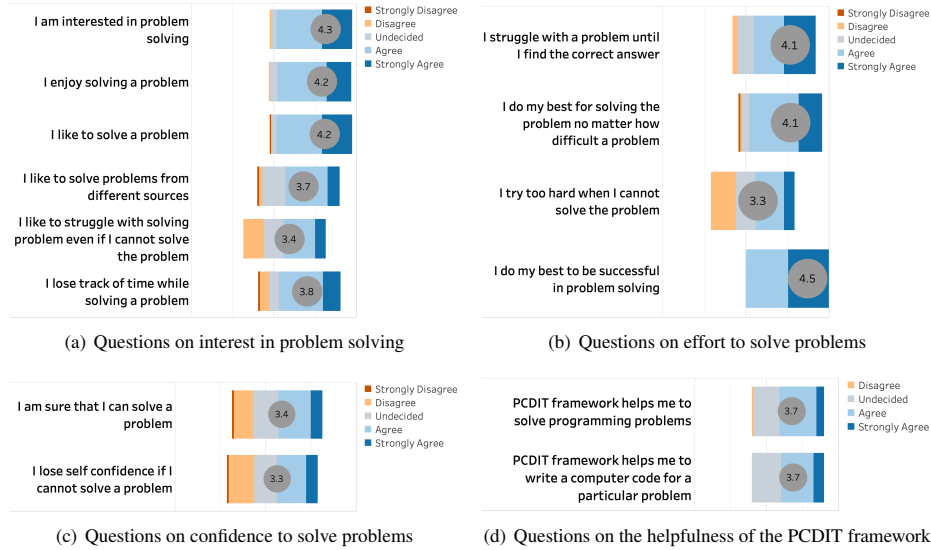 I am interested in problem
solving
4.3
I enjoy solving a problem
4.2
I like to solve a problem
4.2
I like to solve problems from
different sources
3.7
I like to struggle with solving
problem even if I cannot solve
the problem
3.4
I lose track of time while
solving a problem
3.8
Strongly Disagree
Disagree
Undecided
Agree
Strongly Agree
(a) Questions on interest in problem solving
I struggle with a problem until
I find the correct answer
4.1
I do my best for solving the
problem no matter how
difficult a problem
4.1
I try too hard when I cannot
solve the problem
3.3
I do my best to be successful
in problem solving
4.5
Strongly Disagree
Disagree
Undecided
Agree
Strongly Agree
(b) Questions on effort to solve problems
I am sure that I can solve a
problem
3.4
I lose self confidence if I
cannot solve a problem
3.3
Strongly Disagree
Disagree
Undecided
Agree
Strongly Agree
(c) Questions on confidence to solve problems
PCDIT framework helps me to
solve programming problems
3.7
PCDIT framework helps me to
write a computer code for a
particular problem
3.7
Disagree
Undecided
Agree
Strongly Agree
(d) Questions on the helpfulness of the PCDIT framework